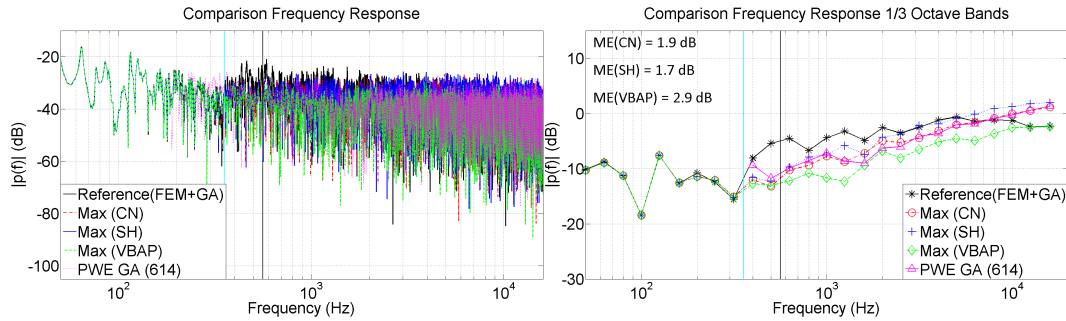 Comparison Frequency Response
|p(f)| (dB)
-20
-40
-60
-80
-100
Reference(FEM+GA)
Max (CN)
Max (SH)
Max (VBAP)
PWE GA (614)
10^2
10^3
10^4
Frequency (Hz)
Comparison Frequency Response 1/3 Octave Bands
|p(f)| (dB)
10
0
-10
-20
-30
ME(CN) = 1.9 dB
ME(SH) = 1.7 dB
ME(VBAP) = 2.9 dB
Reference(FEM+GA)
Max (CN)
Max (SH)
Max (VBAP)
PWE GA (614)
10^2
10^3
10^4
Frequency (Hz)